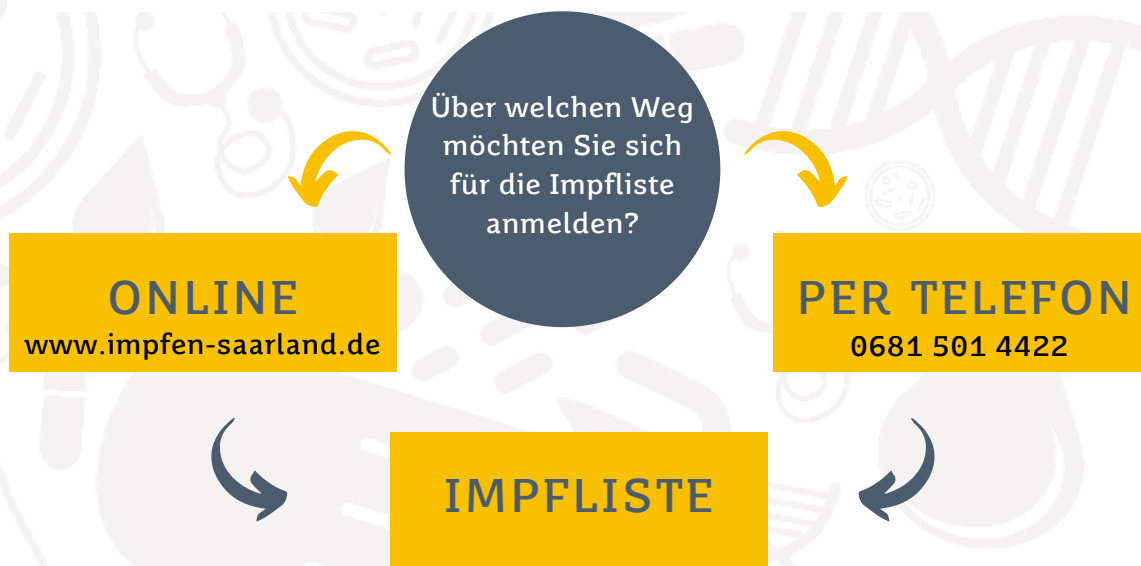 Über welchen Weg
möchten Sie sich
für die Impfliste
anmelden?
ONLINE
www.impfen-saarland.de
PER TELEFON
0681 501 4422
IMPFLISTE